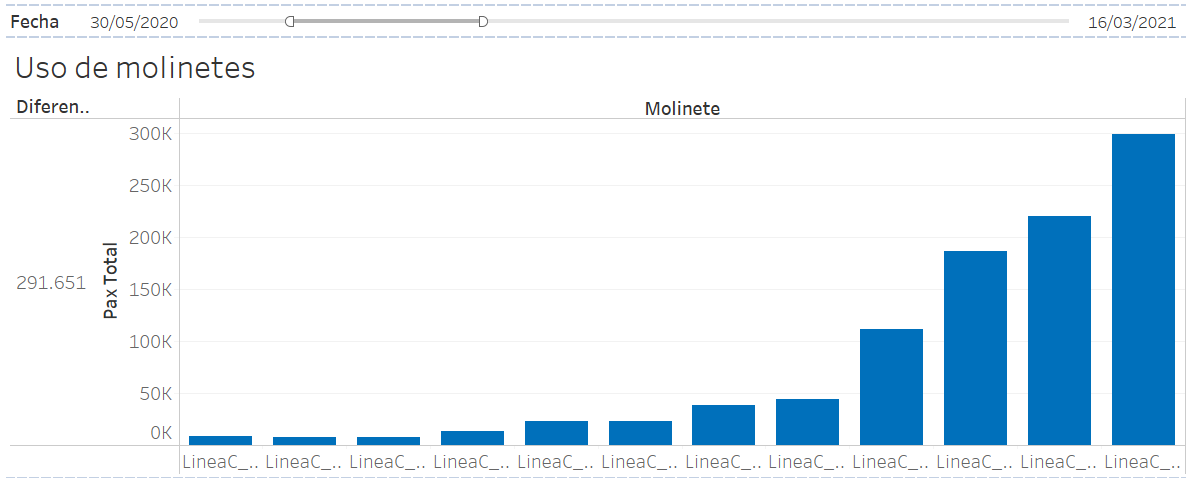 Fecha 30/05/2020 16/03/2021
Uso de molinetes
Diferen.. Molinete
300K
250K
200K
150K
100K
50K
0K
Pax Total
291.651
LineaC_.. LineaC_.. LineaC_.. LineaC_.. LineaC_.. LineaC_.. LineaC_.. LineaC_.. LineaC_.. LineaC_.. LineaC_.. LineaC_..